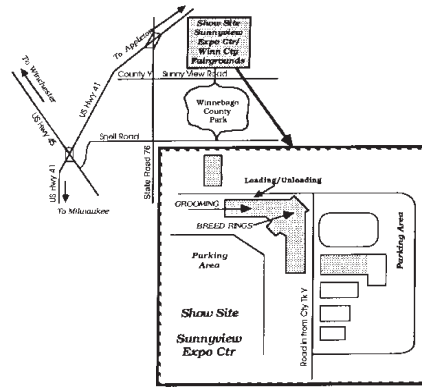 To Appleton
Show Site
Sunnyview
Expo Ctr/
Winn Cty
Fairgrounds
To Winchester
US Hwy 41
County Y
Sunny View Road
US Hwy 45
Winnebago
County
Park
Snell Road
State Road 76
US Hwy 41
To Milwaukee
Loading/Unloading
GROOMING
BREED RINGS
Parking
Area
Parking Area
Show Site
Sunnyview
Expo Ctr
Road in from Cty Tk Y